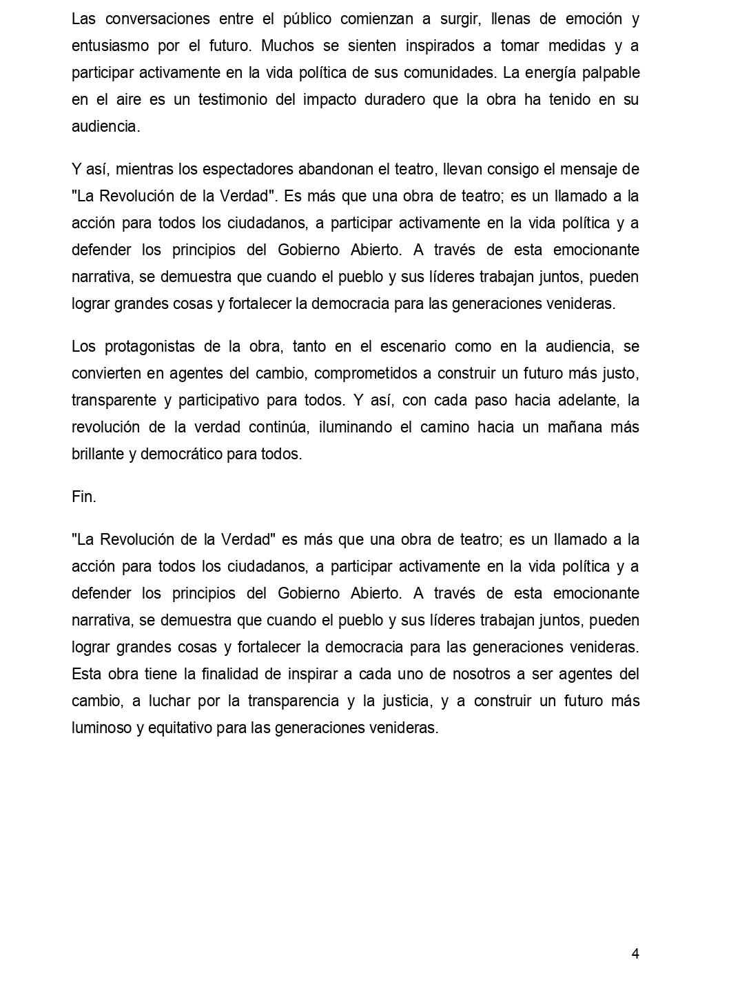 Las conversaciones entre el público comienzan a surgir, llenas de emoción y
entusiasmo por el futuro. Muchos se sienten inspirados a tomar medidas y a
participar activamente en la vida política de sus comunidades. La energía palpable
en el aire es un testimonio del impacto duradero que la obra ha tenido en su
audiencia.
Y así, mientras los espectadores abandonan el teatro, llevan consigo el mensaje de
"La Revolución de la Verdad". Es más que una obra de teatro; es un llamado a la
acción para todos los ciudadanos, a participar activamente en la vida política y a
defender los principios del Gobierno Abierto. A través de esta emocionante
narrativa, se demuestra que cuando el pueblo y sus líderes trabajan juntos, pueden
lograr grandes cosas y fortalecer la democracia para las generaciones venideras.
Los protagonistas de la obra, tanto en el escenario como en la audiencia, se
convierten en agentes del cambio, comprometidos a construir un futuro más justo,
transparente y participativo para todos. Y así, con cada paso hacia adelante, la
revolución de la verdad continúa, iluminando el camino hacia un mañana más
brillante y democrático para todos.
Fin.
"La Revolución de la Verdad" es más que una obra de teatro; es un llamado a la
acción para todos los ciudadanos, a participar activamente en la vida política y a
defender los principios del Gobierno Abierto. A través de esta emocionante
narrativa, se demuestra que cuando el pueblo y sus líderes trabajan juntos, pueden
lograr grandes cosas y fortalecer la democracia para las generaciones venideras.
Esta obra tiene la finalidad de inspirar a cada uno de nosotros a ser agentes del
cambio, a luchar por la transparencia y la justicia, y a construir un futuro más
luminoso y equitativo para las generaciones venideras.
4